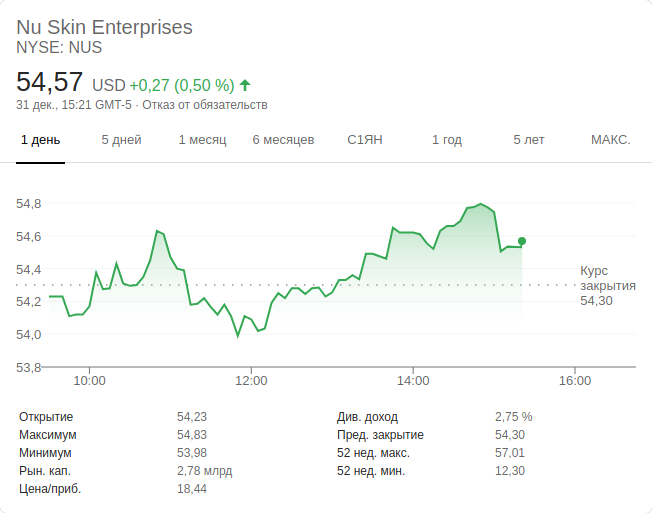 Nu Skin Enterprises
NYSE: NUS
54,57 USD +0,27 (0,50 %)
31 дек., 15:21 GMT-5 · Отказ от обязательств
1 день 5 дней 1 месяц 6 месяцев С1ЯН 1 год 5 лет МАКС.
54,8
54,6
54,4
54,2
54,0
53,8
Курс
закрытия
54,30
10:00 12:00 14:00 16:00
Открытие 54,23 Див. доход 2,75 %
Максимум 54,83 Пред. закрытие 54,30
Минимум 53,98 52 нед. макс. 57,01
Рын. кап. 2,78 млрд 52 нед. мин. 12,30
Цена/приб. 18,44